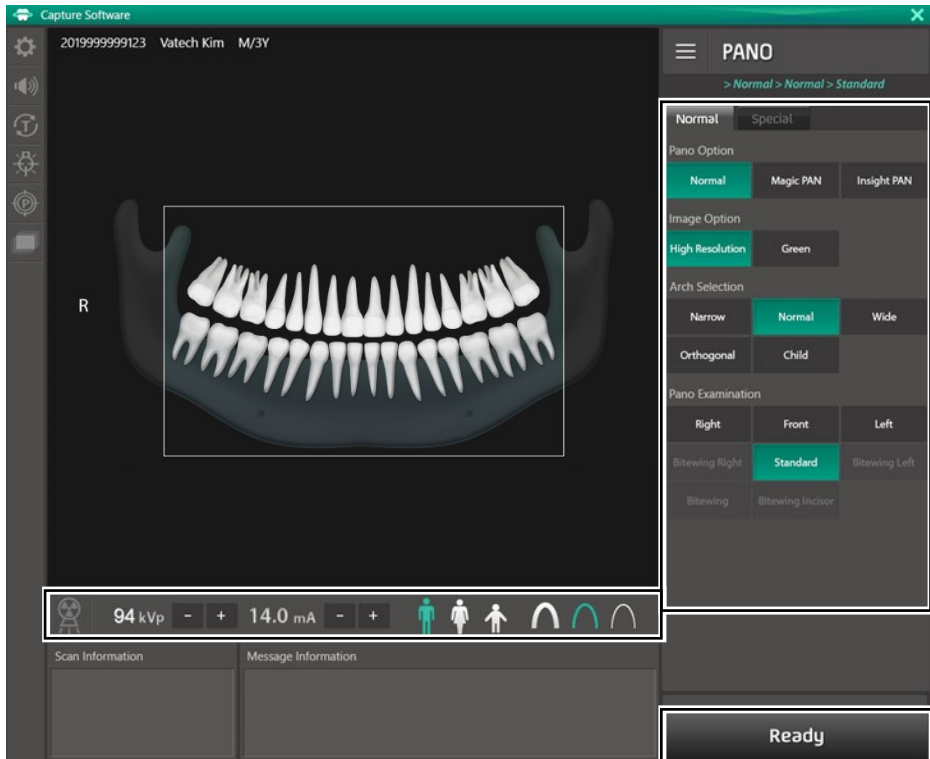 Capture Software
2019999999123 Vatech Kim M/3Y
PANO
> Normal > Normal > Standard
Normal Special
Pano Option
Normal Magic PAN Insight PAN
Image Option
High Resolution Green
Arch Selection
Narrow Normal Wide
Orthogonal Child
Pano Examination
Right Front Left
Bitewing Right Standard Bitewing Left
Bitewing Bitewing Incisor
T
P
R
94 kVp - + 14.0 mA - +
Scan Information Message Information
Ready